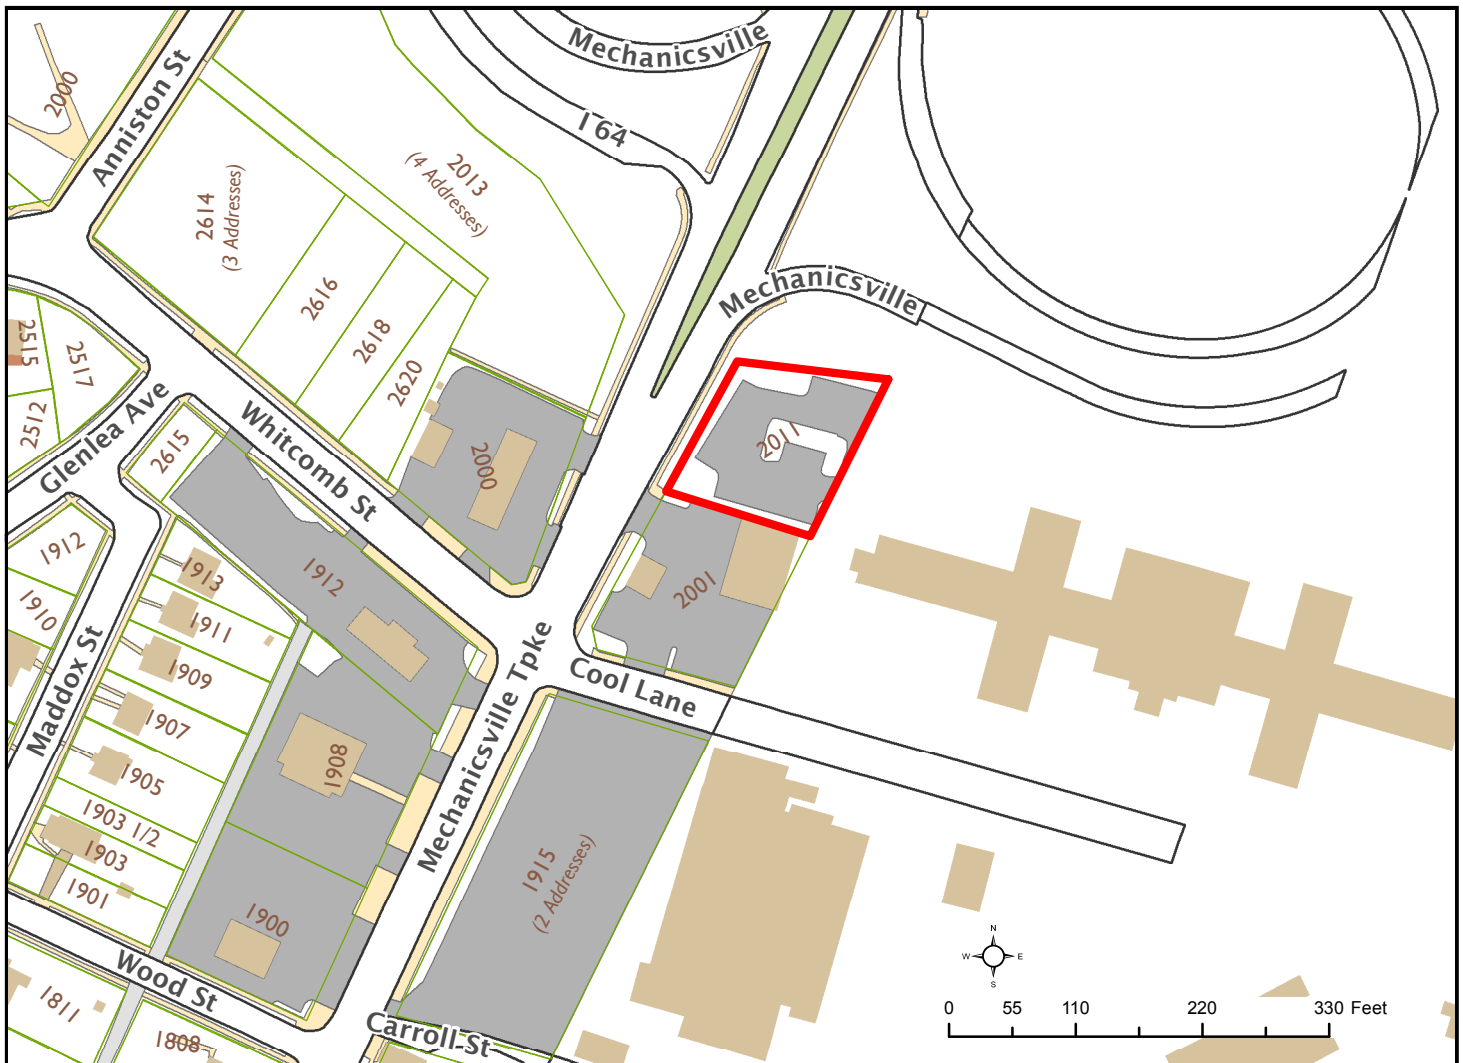 Mechanicsville
I 64
Anniston St
2000
2013
(4 Addresses)
2614
(3 Addresses)
2616
2618
2620
Mechanicsville
2515
2517
2512
Glenlea Ave
2615
Whitcomb St
2000
2011
2001
1912
1910
1912
1913
1911
1909
1907
1905
1903 1/2
1903
1901
Maddox St
1908
1900
Mechanicsville Tpke
Cool Lane
1915
(2 Addresses)
Wood St
Carroll St
1811
1808
N
W
E
S
0 55 110 220 330 Feet